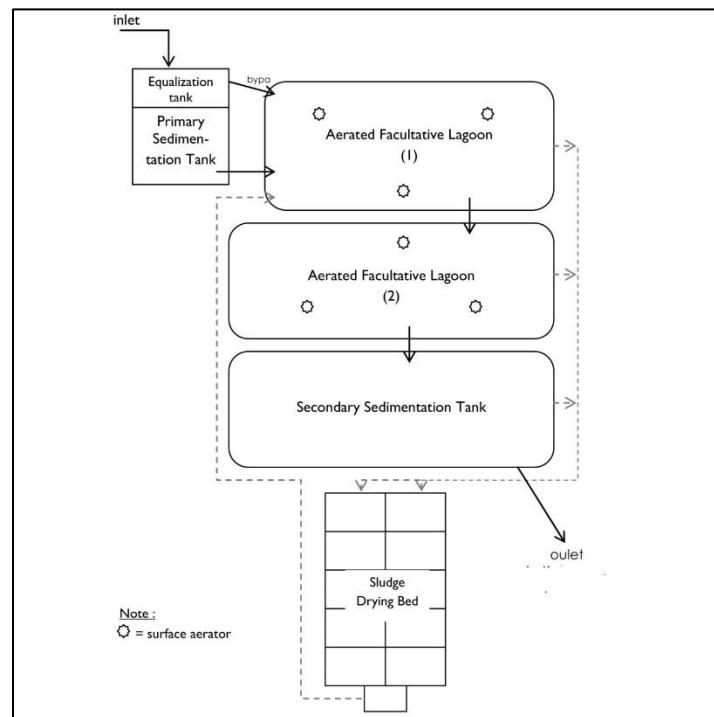 inlet
Equalization
tank
bypa
Primary
Sedimen-
tation Tank
Aerated Facultative Lagoon
(1)
Aerated Facultative Lagoon
(2)
Secondary Sedimentation Tank
oulet
Sludge
Drying Bed
Note :
= surface aerator